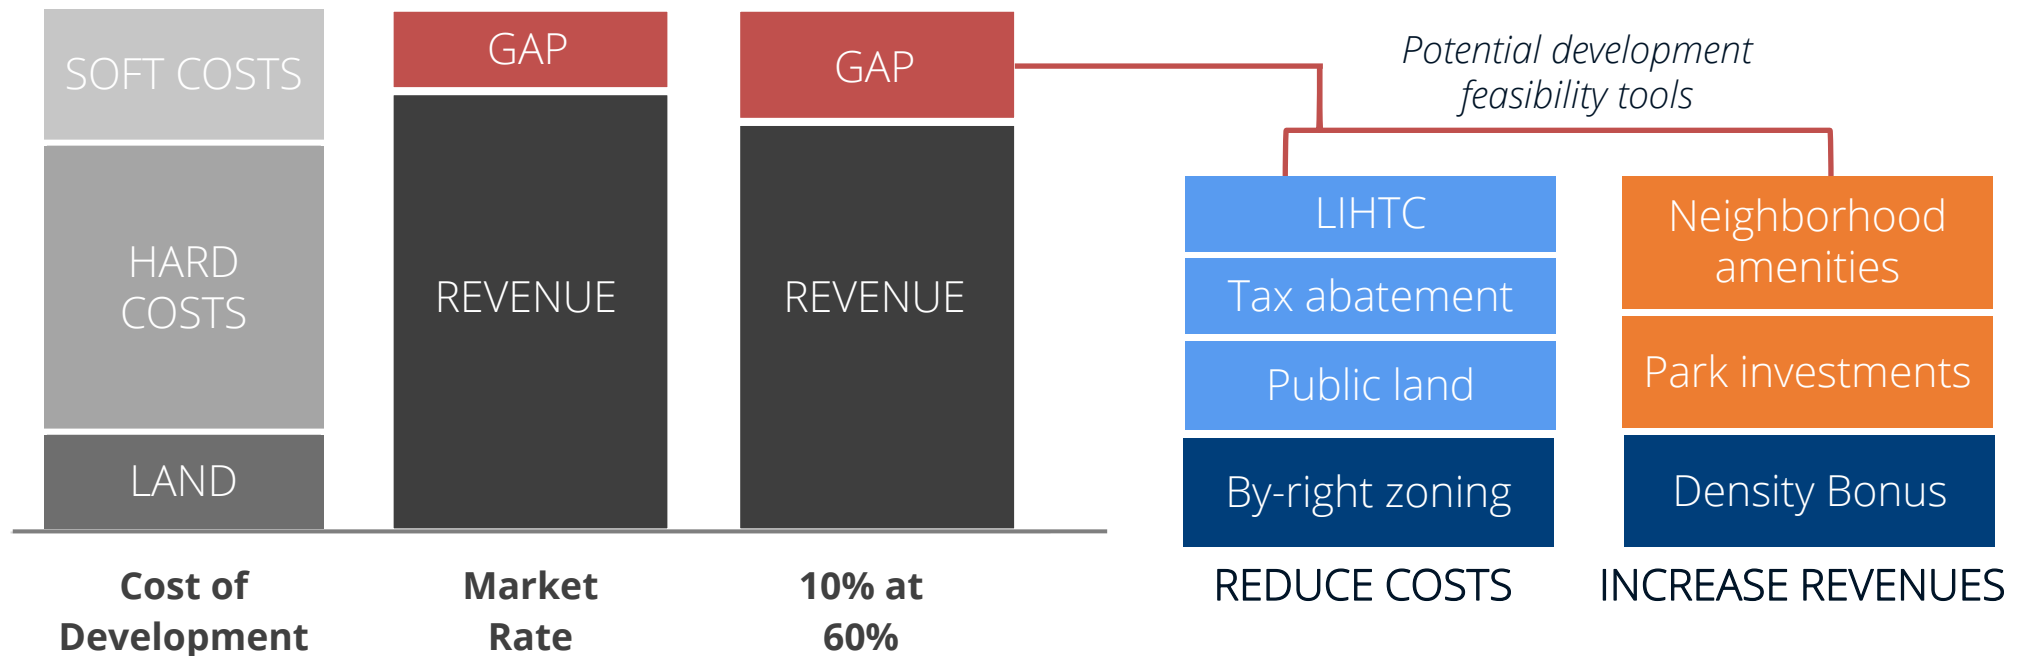 SOFT COSTS
HARD
COSTS
LAND
Cost of
Development
GAP
REVENUE
Market
Rate
GAP
REVENUE
10% at
60%
Potential development
feasibility tools
LIHTC
Tax abatement
Public land
By-right zoning
REDUCE COSTS
Neighborhood
amenities
Park investments
Density Bonus
INCREASE REVENUES